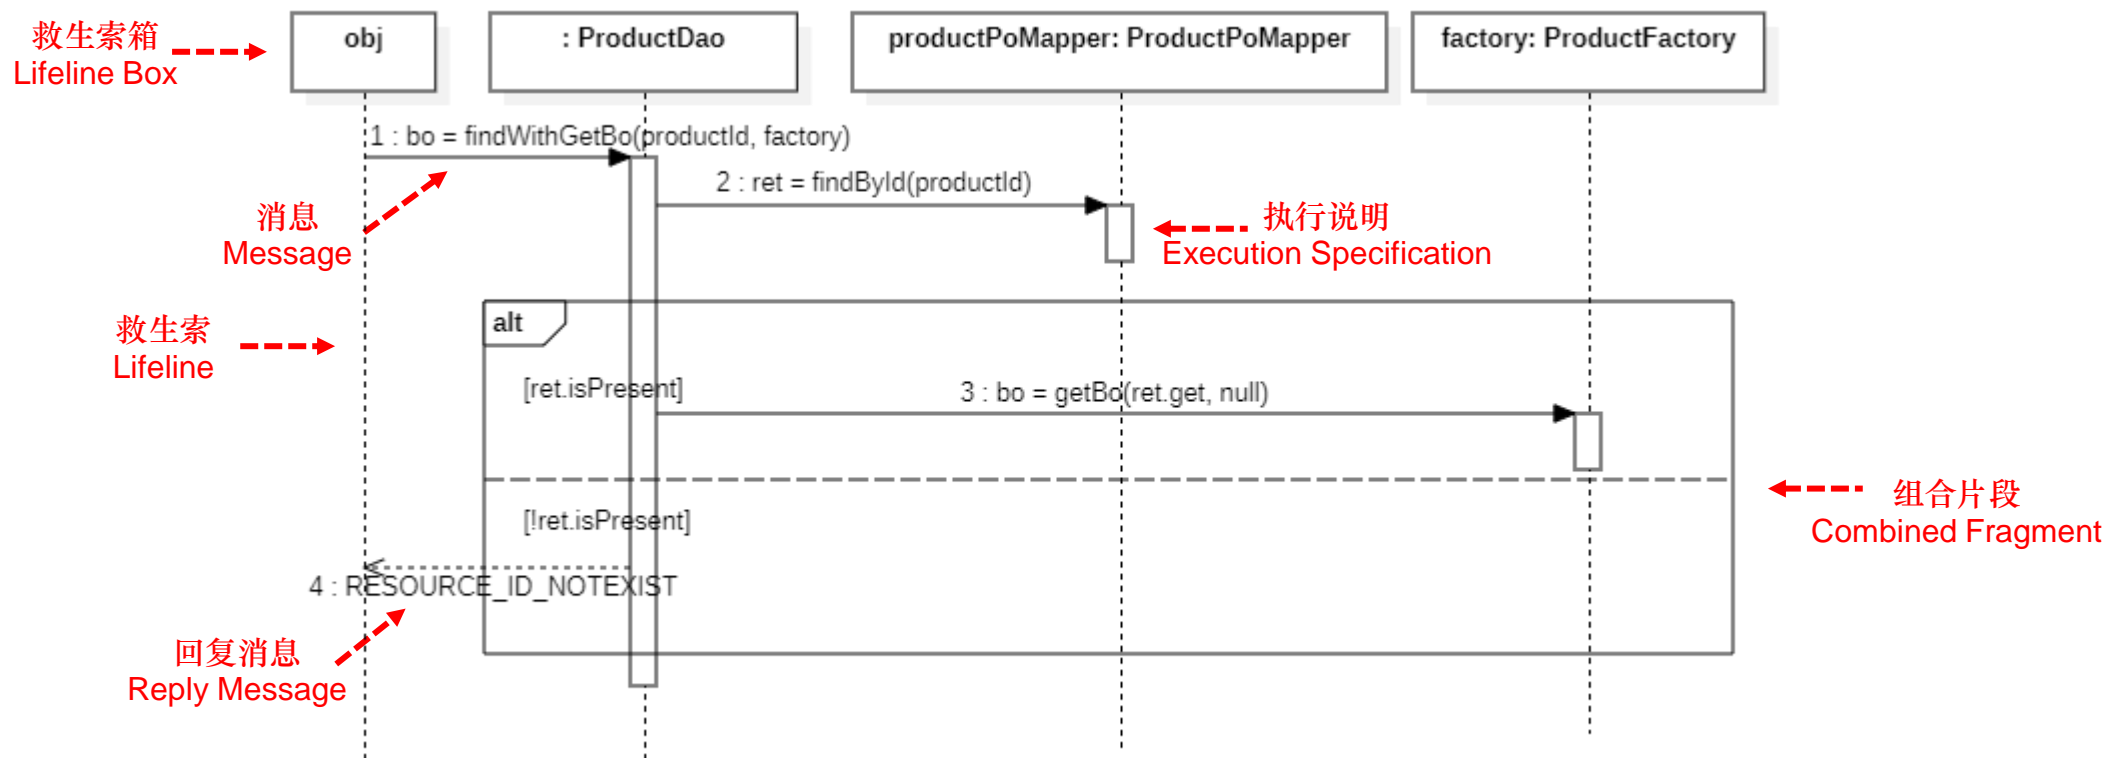 救生索箱
Lifeline Box
obj
: ProductDao
productPoMapper: ProductPoMapper
factory: ProductFactory
1 : bo = findWithGetBo(productId, factory)
2 : ret = findById(productId)
消息
Message
执行说明
Execution Specification
救生索
Lifeline
alt
[ret.isPresent]
3 : bo = getBo(ret.get, null)
[!ret.isPresent]
组合片段
Combined Fragment
4 : RESOURCE_ID_NOTEXIST
回复消息
Reply Message